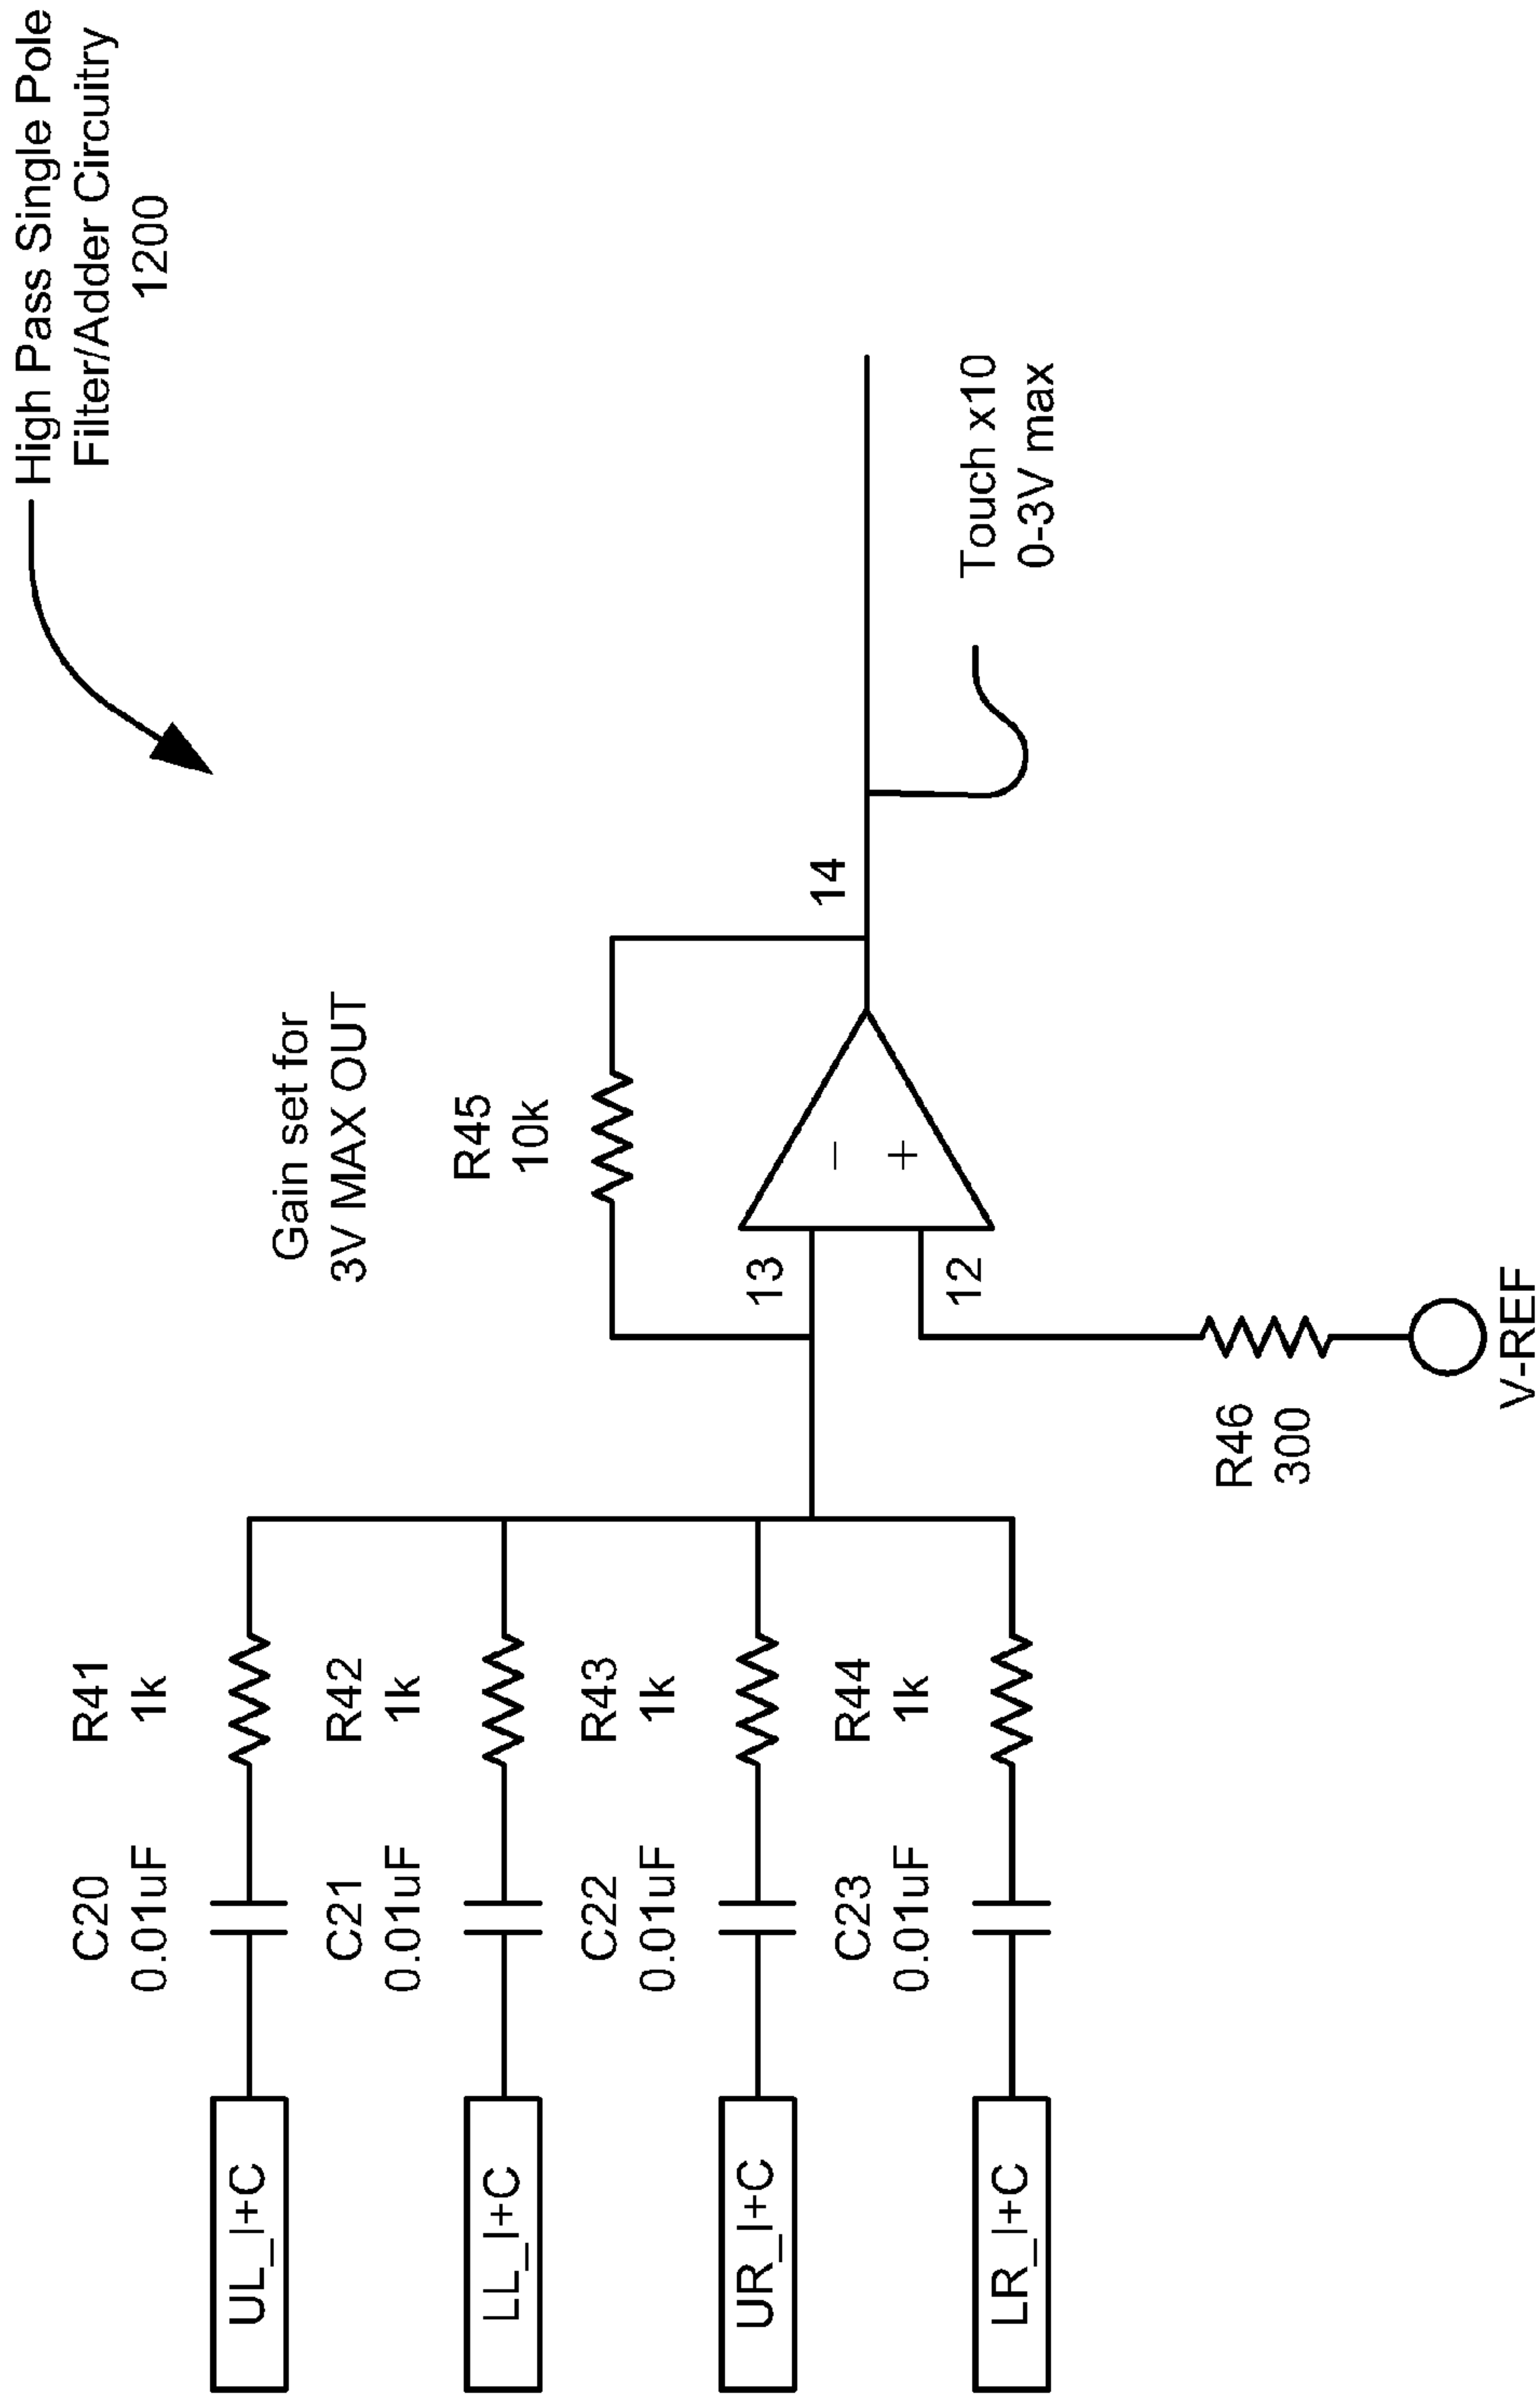 High Pass Single Pole
Filter/Adder Circuitry
1200
Gain set for
3V MAX OUT
R45
10k
C20
0.01uF
R41
1k
UL_I+C
C21
0.01uF
R42
1k
LL_I+C
C22
0.01uF
R43
1k
UR_I+C
C23
0.01uF
R44
1k
LR_I+C
13
12
−
+
14
Touch x10
0-3V max
R46
300
V-REF